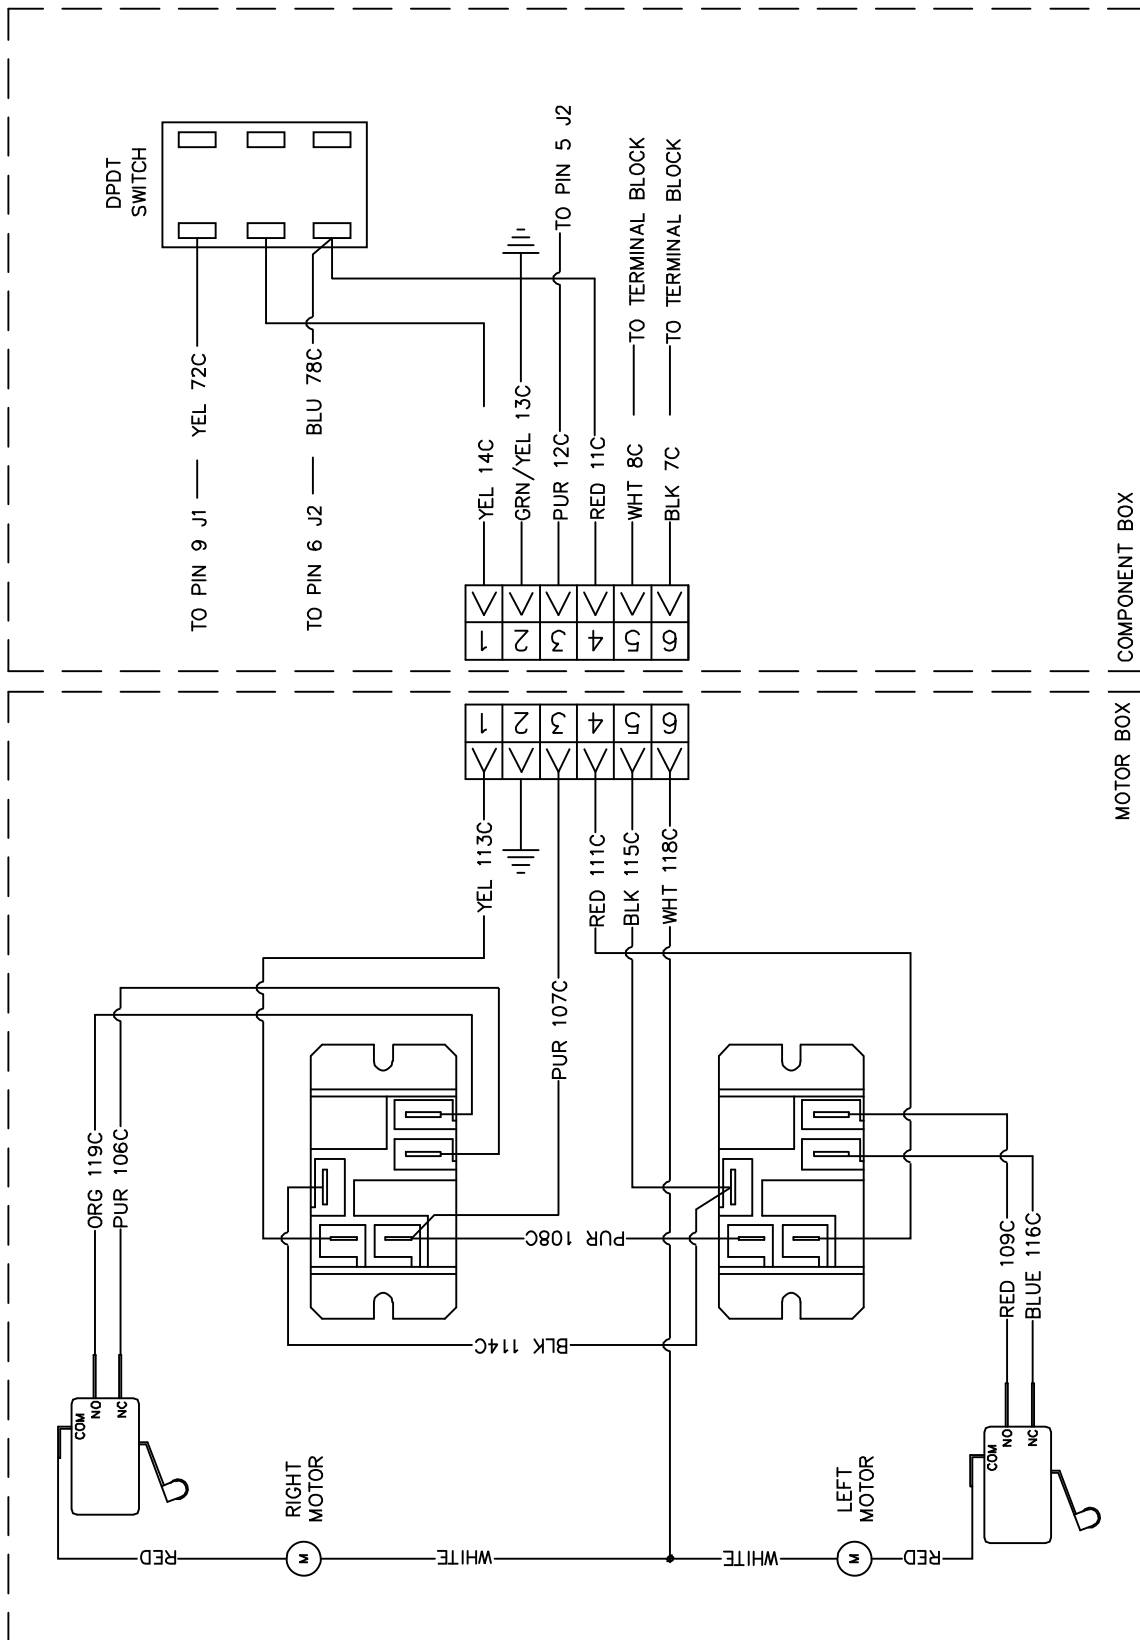 DPDT
SWITCH
TO PIN 9 J1
YEL 72C
TO PIN 6 J2
BLU 78C
YEL 14C
GRN/YEL 13C
PUR 12C
TO PIN 5 J2
RED 11C
WHT 8C
TO TERMINAL BLOCK
BLK 7C
TO TERMINAL BLOCK
1
2
3
4
5
6
COMPONENT BOX
1
2
3
4
5
6
MOTOR BOX
YEL 113C
PUR 107C
RED 111C
BLK 115C
WHT 118C
ORG 119C
PUR 106C
PUR 108C
BLK 114C
RED 109C
BLUE 116C
COM
NO
NC
RIGHT
MOTOR
M
RED
WHITE
WHITE
LEFT
MOTOR
M
RED
COM
NO
NC